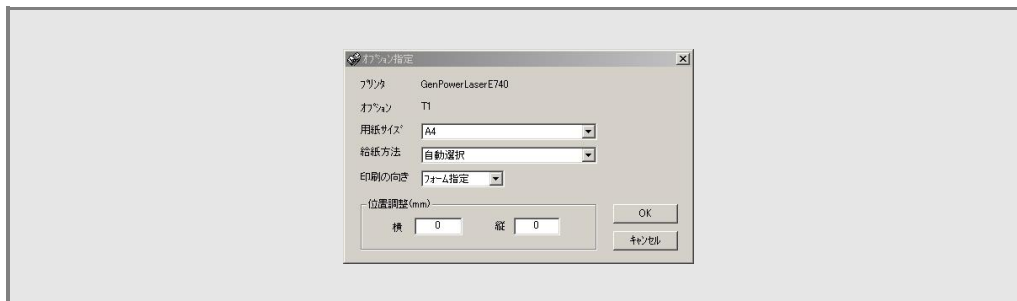 オプション指定
プリンタ GenPowerLaserE740
オプション T1
用紙サイズ A4
給紙方法 自動選択
印刷の向き フォーム指定
位置調整(mm)
横 0 縦 0
OK
キャンセル